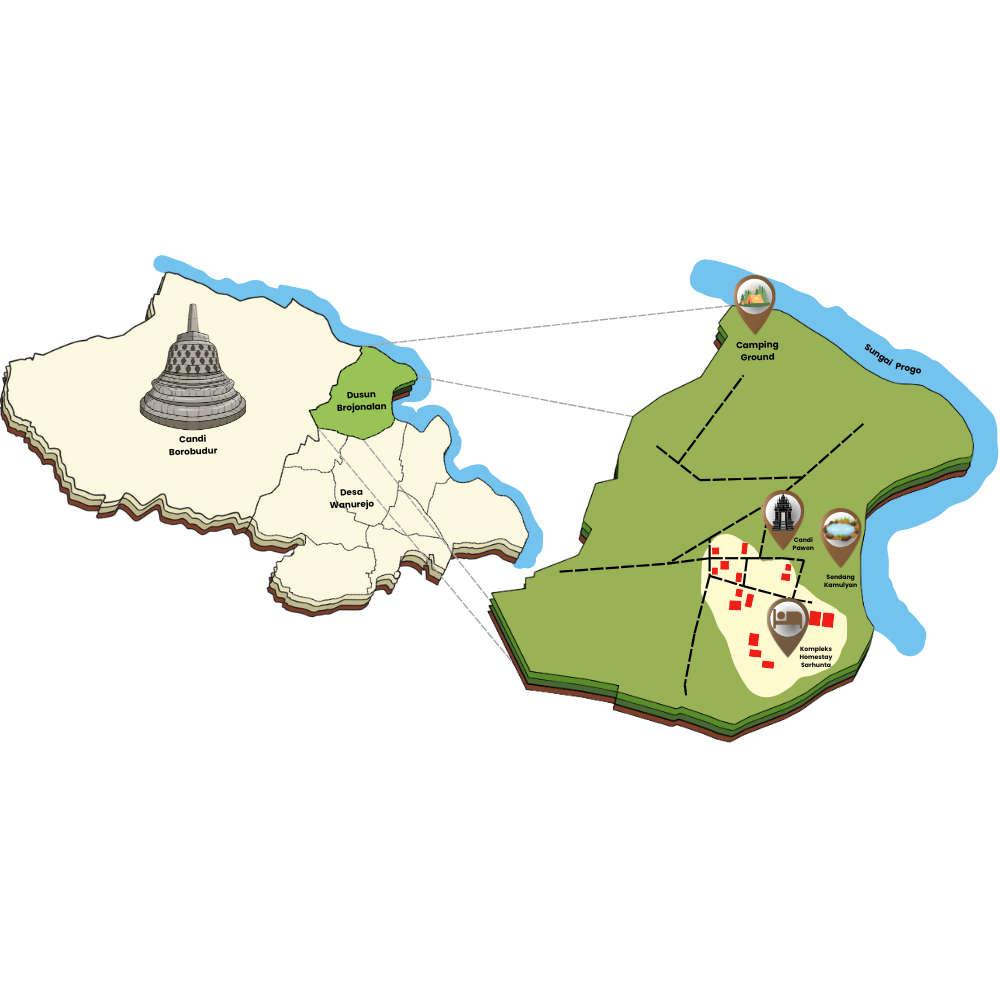 Candi
Borobudur
Dusun
Brojonalan
Desa
Wanurejo
Camping
Ground
Sungai Progo
Candi
Pawon
Sendang
Kamulyan
Kompleks
Homestay
Sarhunta